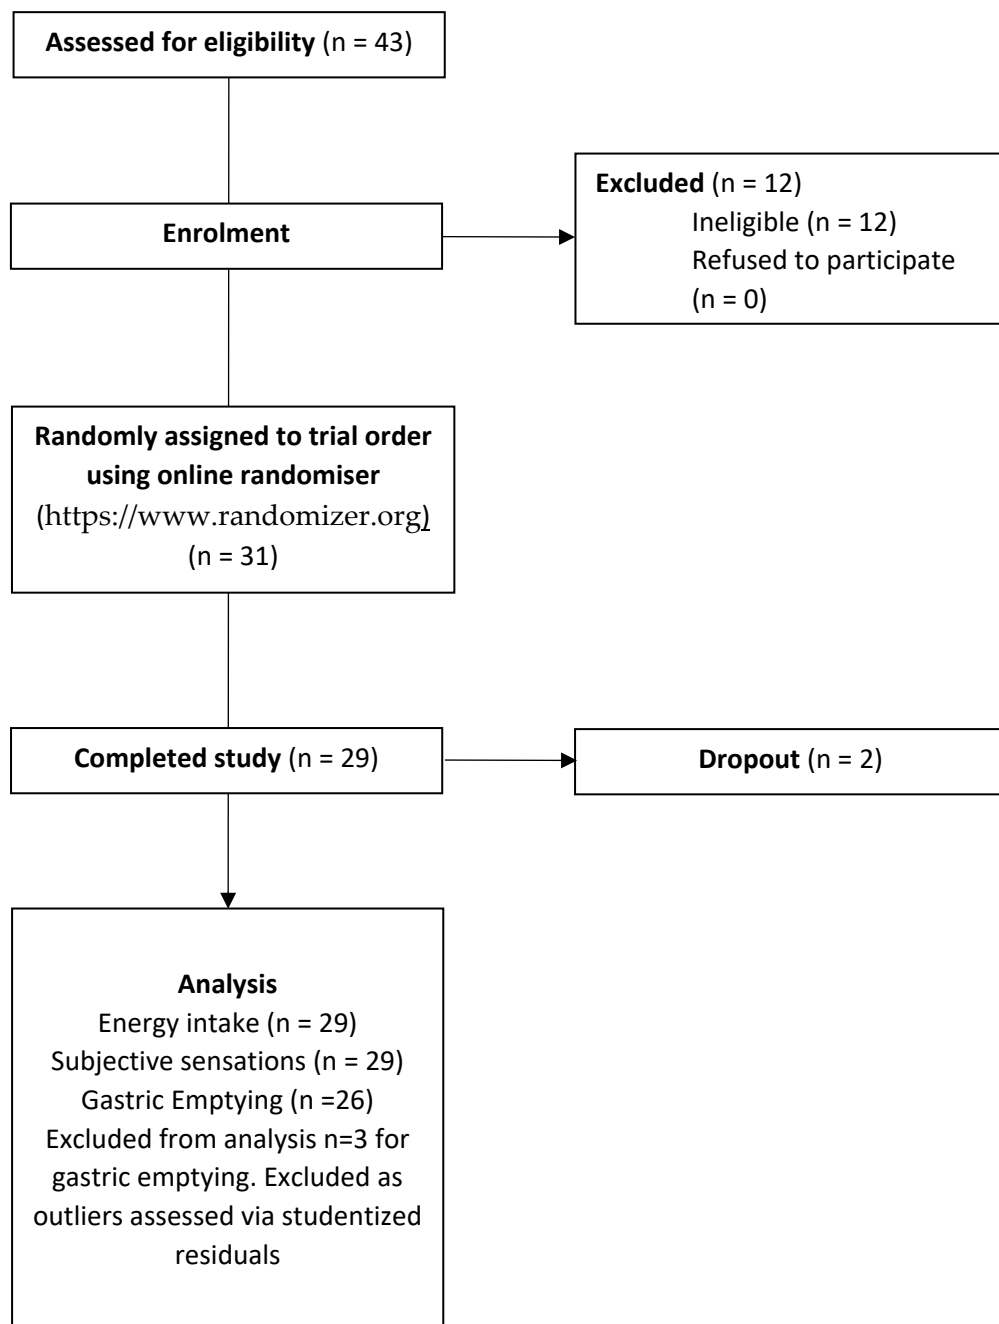 Assessed for eligibility (n = 43)
Excluded (n = 12)
Ineligible (n = 12)
Refused to participate
(n = 0)
Enrolment
Randomly assigned to trial order
using online randomiser
(https://www.randomizer.org)
(n = 31)
Completed study (n = 29)
Dropout (n = 2)
Analysis
Energy intake (n = 29)
Subjective sensations (n = 29)
Gastric Emptying (n =26)
Excluded from analysis n=3 for
gastric emptying. Excluded as
outliers assessed via studentized
residuals